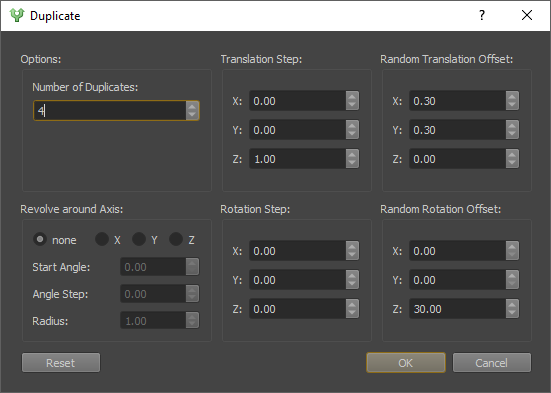 Duplicate
Options:
Number of Duplicates:
4
Translation Step:
X: 0.00
Y: 0.00
Z: 1.00
Random Translation Offset:
X: 0.30
Y: 0.30
Z: 0.00
Revolve around Axis:
none X Y Z
Start Angle: 0.00
Angle Step: 0.00
Radius: 1.00
Rotation Step:
X: 0.00
Y: 0.00
Z: 0.00
Random Rotation Offset:
X: 0.00
Y: 0.00
Z: 30.00
Reset OK Cancel